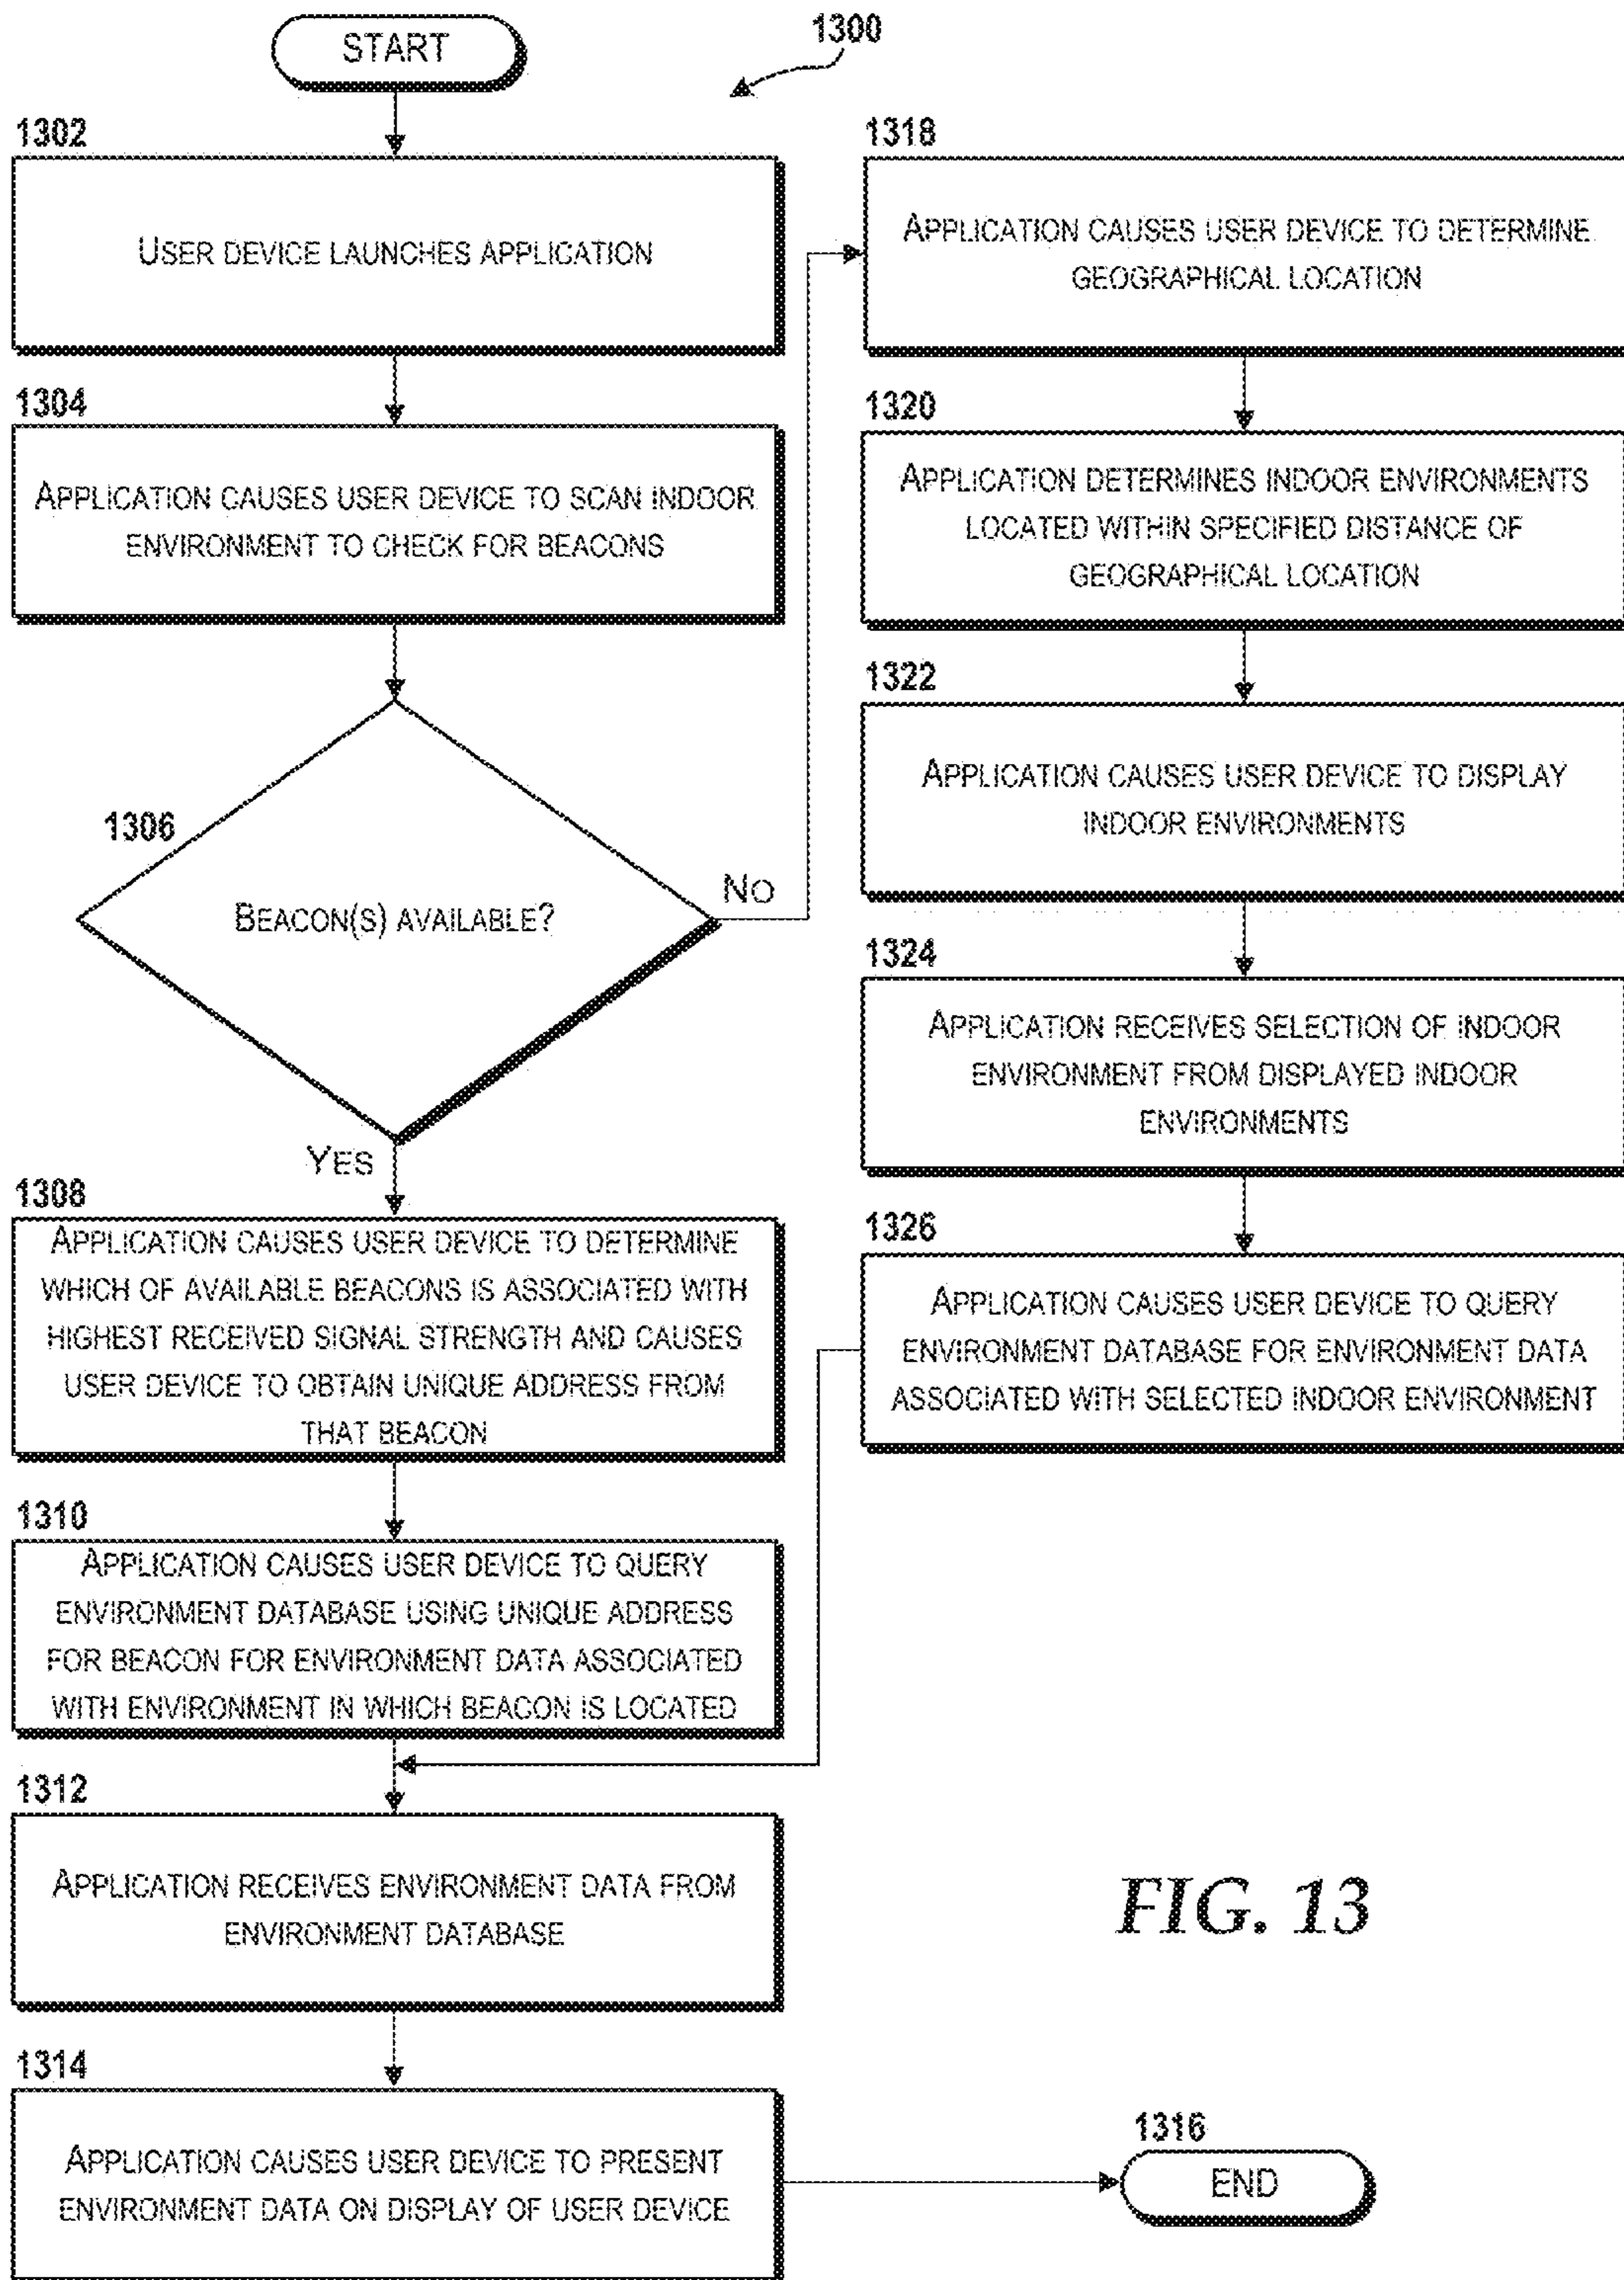 START
1300
1302
USER DEVICE LAUNCHES APPLICATION
1304
APPLICATION CAUSES USER DEVICE TO SCAN INDOOR
ENVIRONMENT TO CHECK FOR BEACONS
1306
BEACON(S) AVAILABLE?
NO
YES
1308
APPLICATION CAUSES USER DEVICE TO DETERMINE
WHICH OF AVAILABLE BEACONS IS ASSOCIATED WITH
HIGHEST RECEIVED SIGNAL STRENGTH AND CAUSES
USER DEVICE TO OBTAIN UNIQUE ADDRESS FROM
THAT BEACON
1310
APPLICATION CAUSES USER DEVICE TO QUERY
ENVIRONMENT DATABASE USING UNIQUE ADDRESS
FOR BEACON FOR ENVIRONMENT DATA ASSOCIATED
WITH ENVIRONMENT IN WHICH BEACON IS LOCATED
1312
APPLICATION RECEIVES ENVIRONMENT DATA FROM
ENVIRONMENT DATABASE
1314
APPLICATION CAUSES USER DEVICE TO PRESENT
ENVIRONMENT DATA ON DISPLAY OF USER DEVICE
1318
APPLICATION CAUSES USER DEVICE TO DETERMINE
GEOGRAPHICAL LOCATION
1320
APPLICATION DETERMINES INDOOR ENVIRONMENTS
LOCATED WITHIN SPECIFIED DISTANCE OF
GEOGRAPHICAL LOCATION
1322
APPLICATION CAUSES USER DEVICE TO DISPLAY
INDOOR ENVIRONMENTS
1324
APPLICATION RECEIVES SELECTION OF INDOOR
ENVIRONMENT FROM DISPLAYED INDOOR
ENVIRONMENTS
1326
APPLICATION CAUSES USER DEVICE TO QUERY
ENVIRONMENT DATABASE FOR ENVIRONMENT DATA
ASSOCIATED WITH SELECTED INDOOR ENVIRONMENT
FIG. 13
1316
END